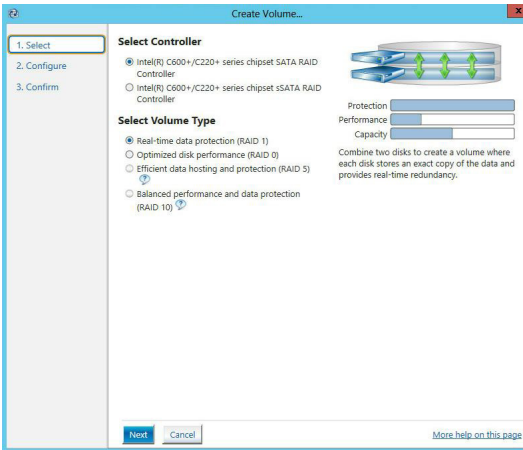 Create Volume...
x
1. Select
2. Configure
3. Confirm
Select Controller
Intel(R) C600+/C220+ series chipset SATA RAID
Controller
Intel(R) C600+/C220+ series chipset sSATA RAID
Controller
Select Volume Type
Real-time data protection (RAID 1)
Optimized disk performance (RAID 0)
Efficient data hosting and protection (RAID 5)
?
Balanced performance and data protection
(RAID 10) ?
Protection
Performance
Capacity
Combine two disks to create a volume where
each disk stores an exact copy of the data and
provides real-time redundancy.
Next
Cancel
More help on this page